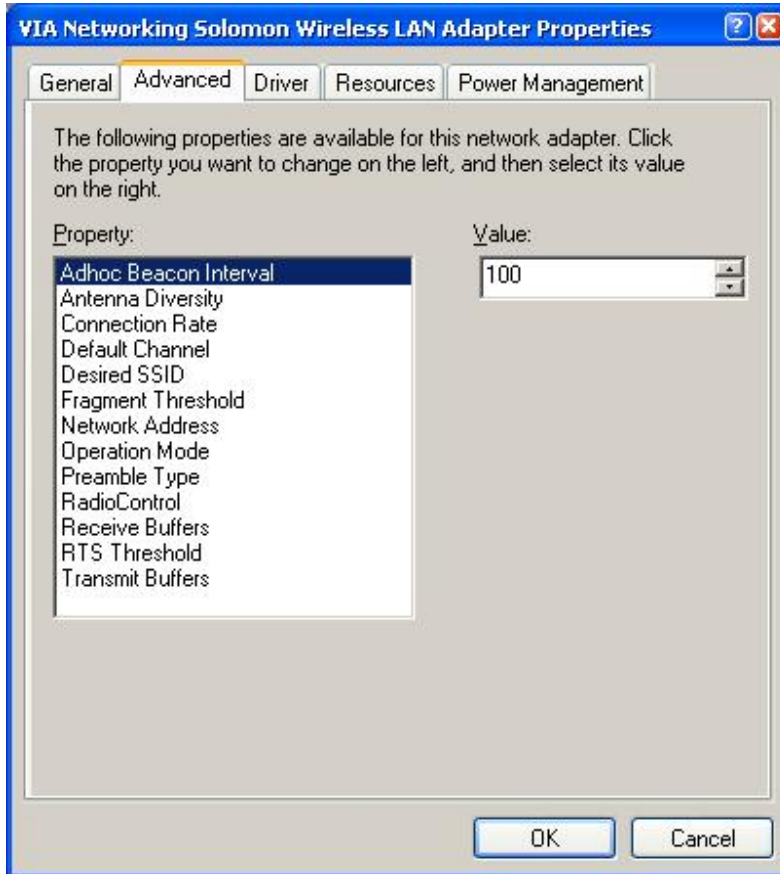 VIA Networking Solomon Wireless LAN Adapter Properties
General Advanced Driver Resources Power Management
The following properties are available for this network adapter. Click
the property you want to change on the left, and then select its value
on the right.
Property:
Adhoc Beacon Interval
Antenna Diversity
Connection Rate
Default Channel
Desired SSID
Fragment Threshold
Network Address
Operation Mode
Preamble Type
RadioControl
Receive Buffers
RTS Threshold
Transmit Buffers
Value:
100
OK Cancel